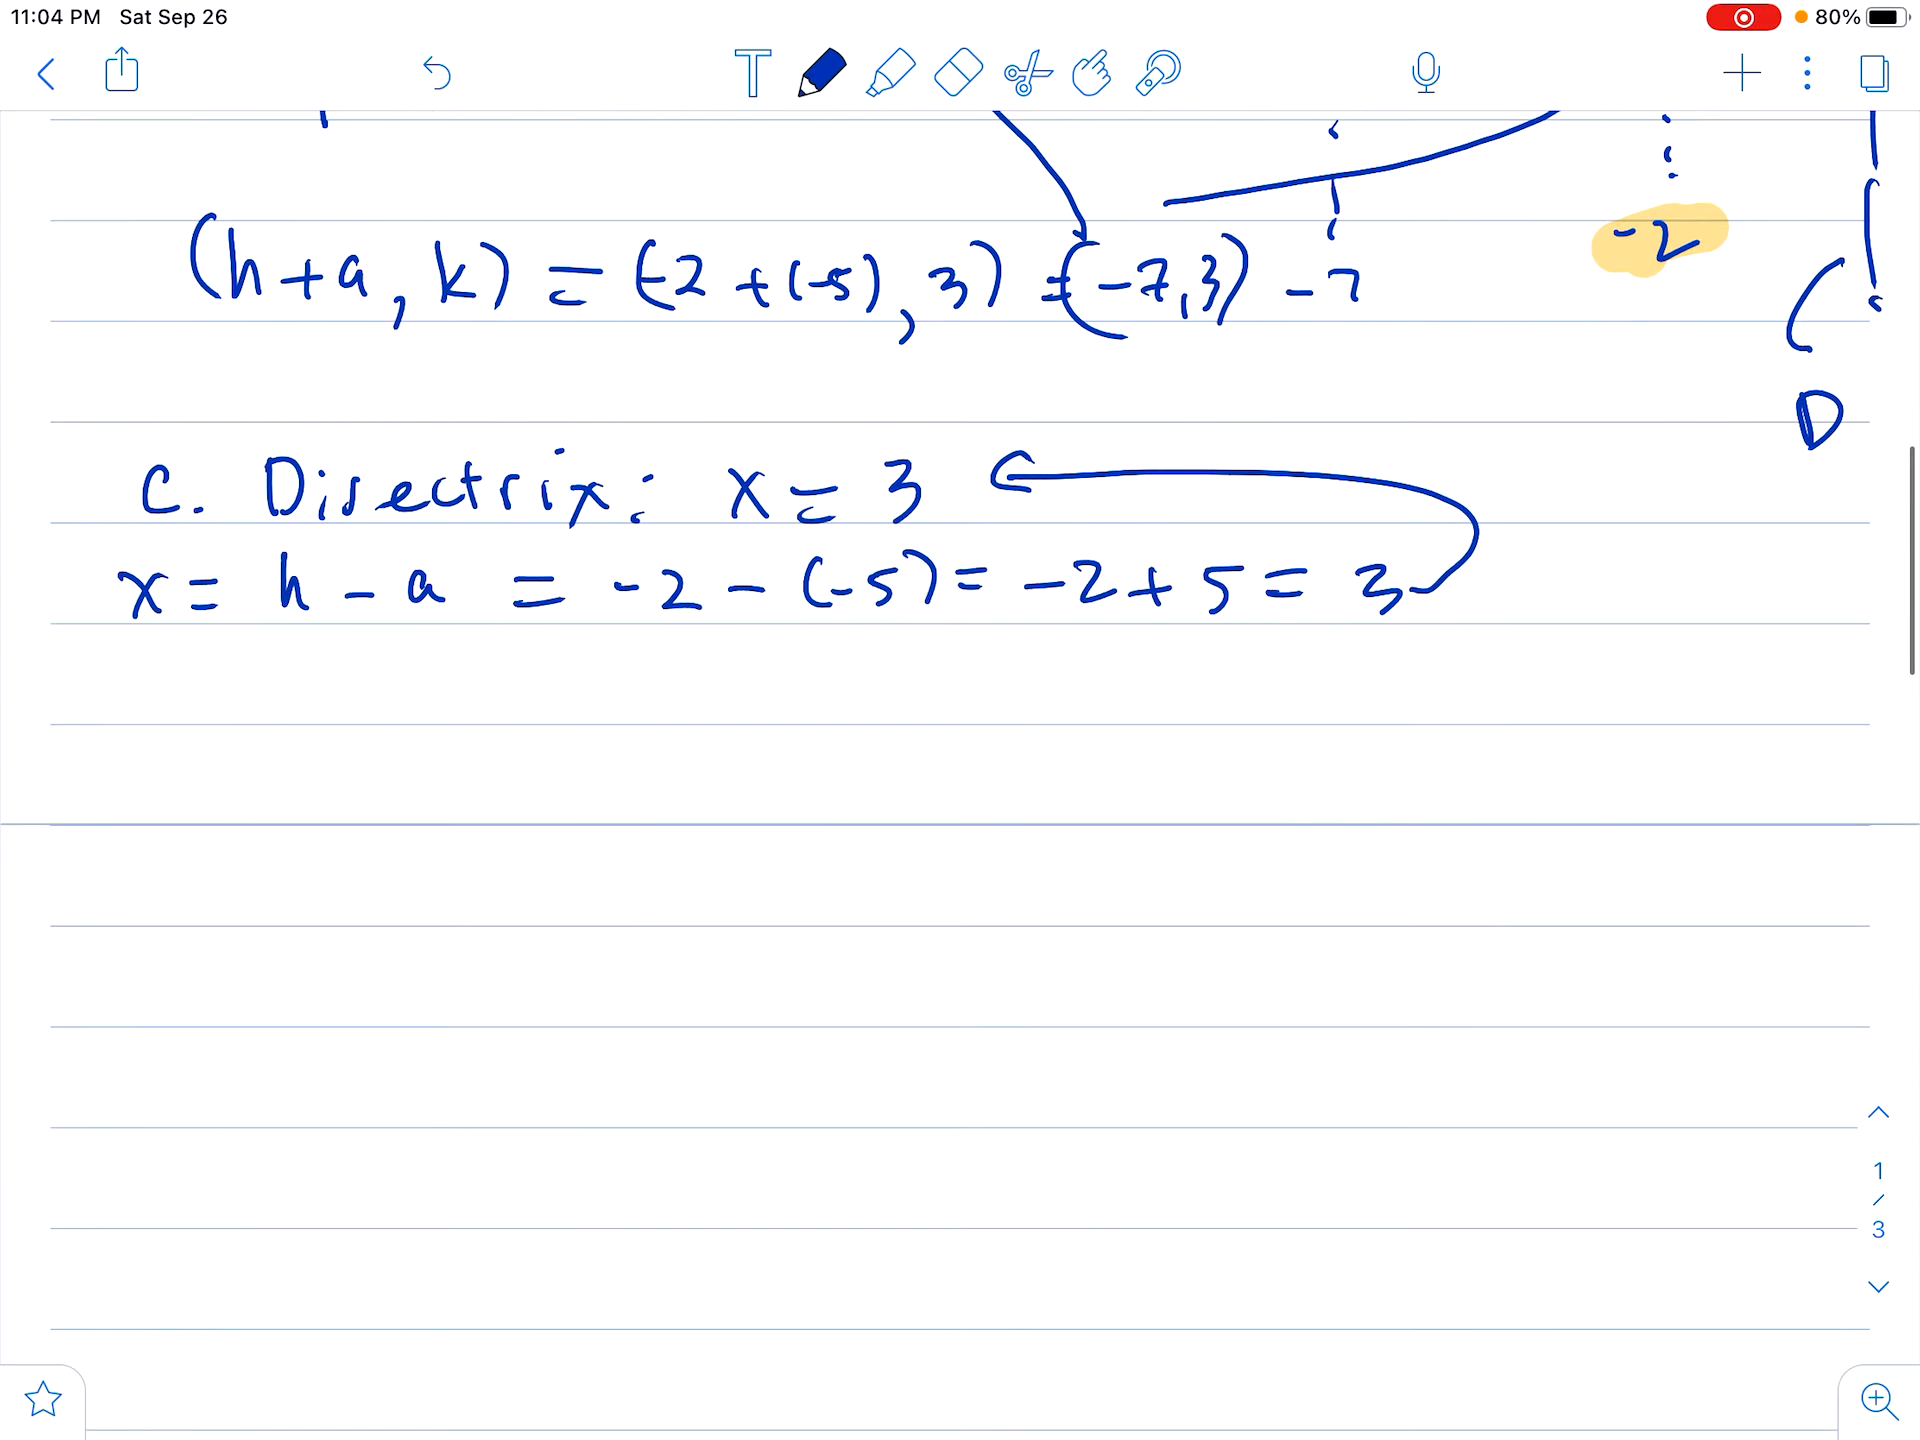 11:04 PM Sat Sep 26
80%
T
-2
(h+a, k) = (-2 + (-5), 3) = (-7, 3) -7
D
C. Directrix: x = 3
x = h - a = -2 - (-5) = -2 + 5 = 3
1
/
3